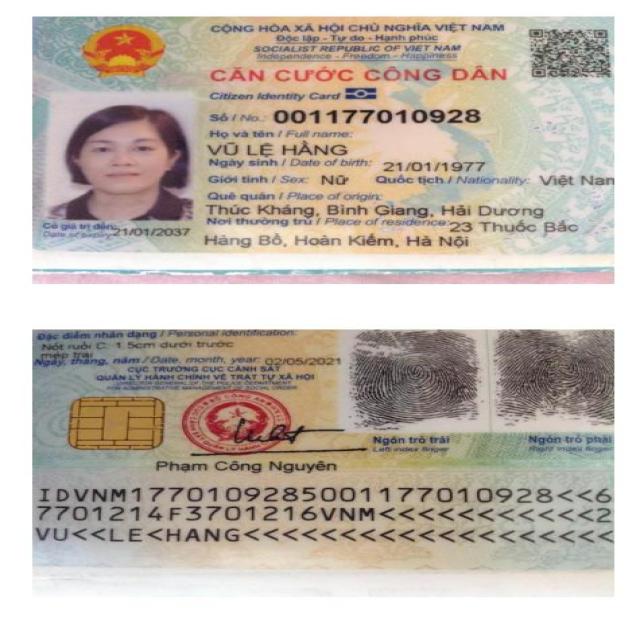 CỘNG HÒA XÃ HỘI CHỦ NGHĨA VIỆT NAM
Độc lập - Tự do - Hạnh phúc
SOCIALIST REPUBLIC OF VIET NAM
Independence - Freedom - Happiness
CĂN CƯỚC CÔNG DÂN
Citizen Identity Card
Số / No.: 001177010928
Họ và tên / Full name:
VŨ LỆ HẰNG
Ngày sinh / Date of birth: 21/01/1977
Giới tính / Sex: Nữ Quốc tịch / Nationality: Việt Nam
Quê quán / Place of origin:
Thúc Kháng, Bình Giang, Hải Dương
Có giá trị đến: 21/01/2037
Date of expiry
Nơi thường trú / Place of residence: 23 Thuốc Bắc
Hàng Bồ, Hoàn Kiếm, Hà Nội
Đặc điểm nhân dạng / Personal identification:
Nốt ruồi C: 1.5cm dưới trước
mép trái
Ngày, tháng, năm / Date, month, year: 02/05/2021
CỤC TRƯỞNG CỤC CẢNH SÁT
QUẢN LÝ HÀNH CHÍNH VỀ TRẬT TỰ XÃ HỘI
DIRECTOR GENERAL OF THE POLICE DEPARTMENT
FOR ADMINISTRATIVE MANAGEMENT OF SOCIAL ORDER
Ngón trỏ trái
Left index finger
Ngón trỏ phải
Right index finger
Phạm Công Nguyên
IDVNM1770109285001177010928<<6
7701214F3701216VNM<<<<<<<<<<<2
VU<<LE<HANG<<<<<<<<<<<<<<<<<<<